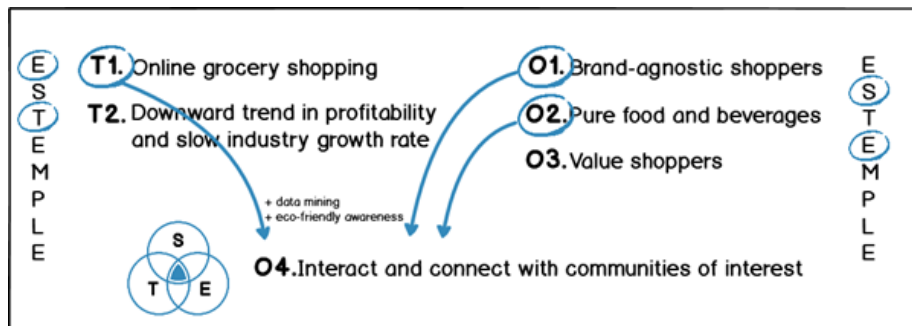 E
S
T
E
M
P
L
E
T1. Online grocery shopping
T2. Downward trend in profitability
and slow industry growth rate
O1. Brand-agnostic shoppers
O2. Pure food and beverages
O3. Value shoppers
+ data mining
+ eco-friendly awareness
O4. Interact and connect with communities of interest
S
T E
E
S
T
E
M
P
L
E